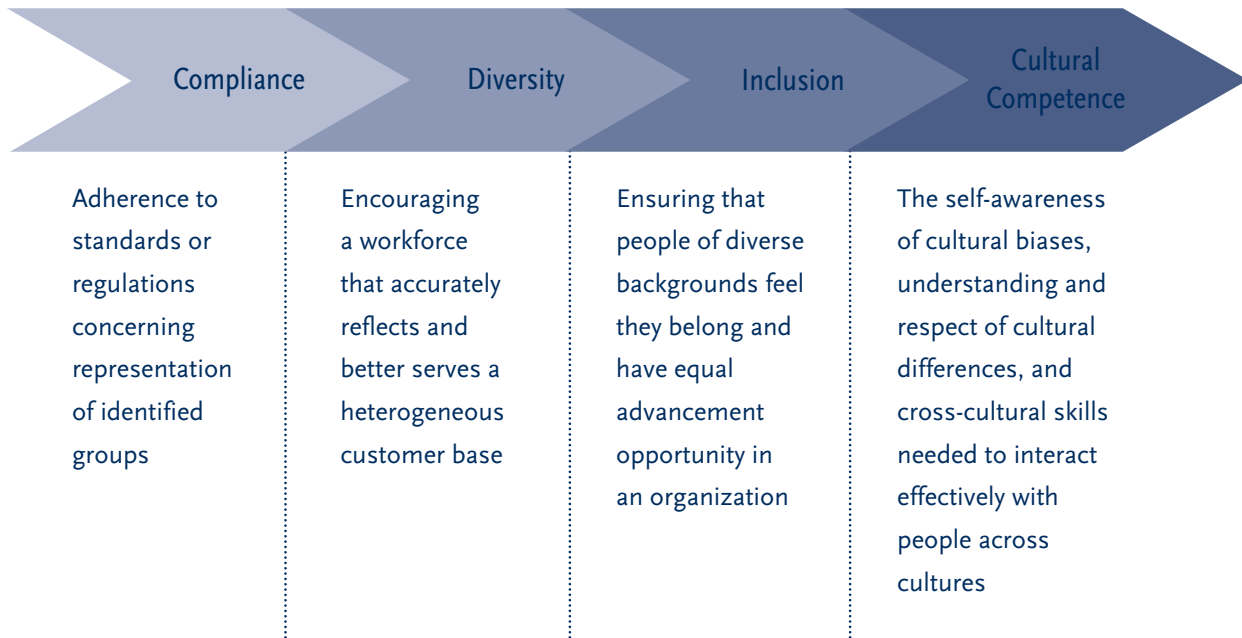 Compliance
Diversity
Inclusion
Cultural
Competence
Adherence to
standards or
regulations
concerning
representation
of identified
groups
Encouraging
a workforce
that accurately
reflects and
better serves a
heterogeneous
customer base
Ensuring that
people of diverse
backgrounds feel
they belong and
have equal
advancement
opportunity in
an organization
The self-awareness
of cultural biases,
understanding and
respect of cultural
differences, and
cross-cultural skills
needed to interact
effectively with
people across
cultures